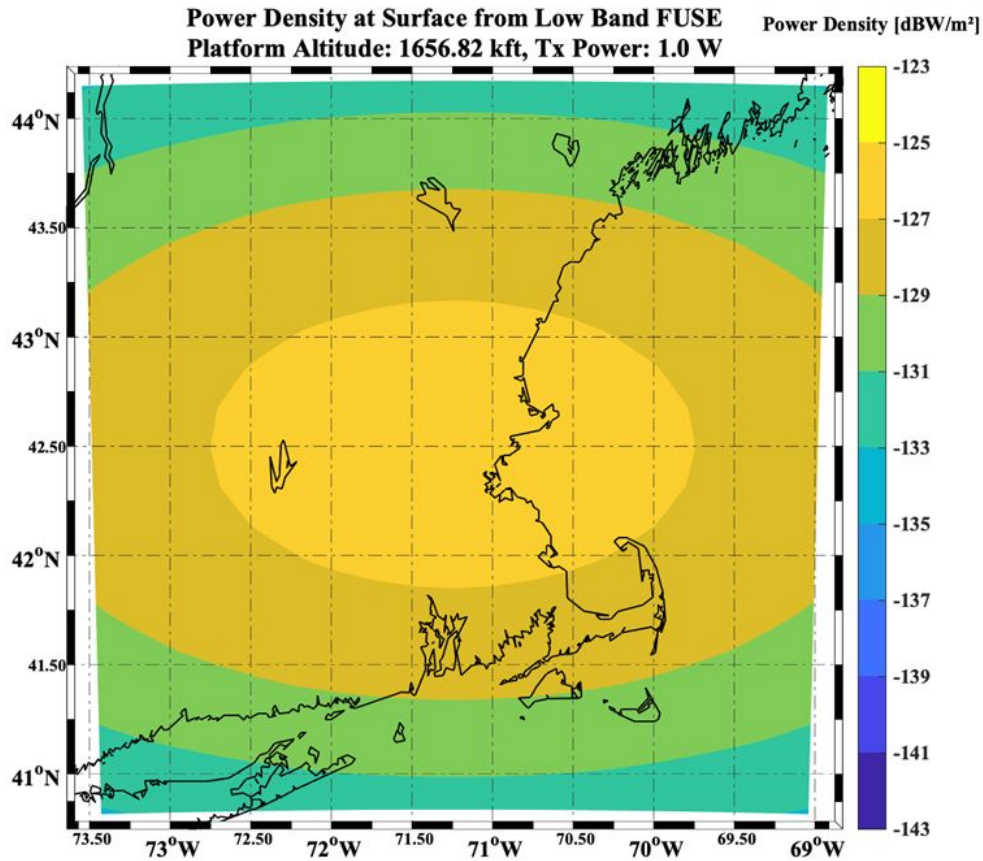 Power Density at Surface from Low Band FUSE
Platform Altitude: 1656.82 kft, Tx Power: 1.0 W
Power Density [dBW/m²]
-123
-125
-127
-129
-131
-133
-135
-137
-139
-141
-143
44°N
43.50
43°N
42.50
42°N
41.50
41°N
73.50
73°W
72.50
72°W
71.50
71°W
70.50
70°W
69.50
69°W